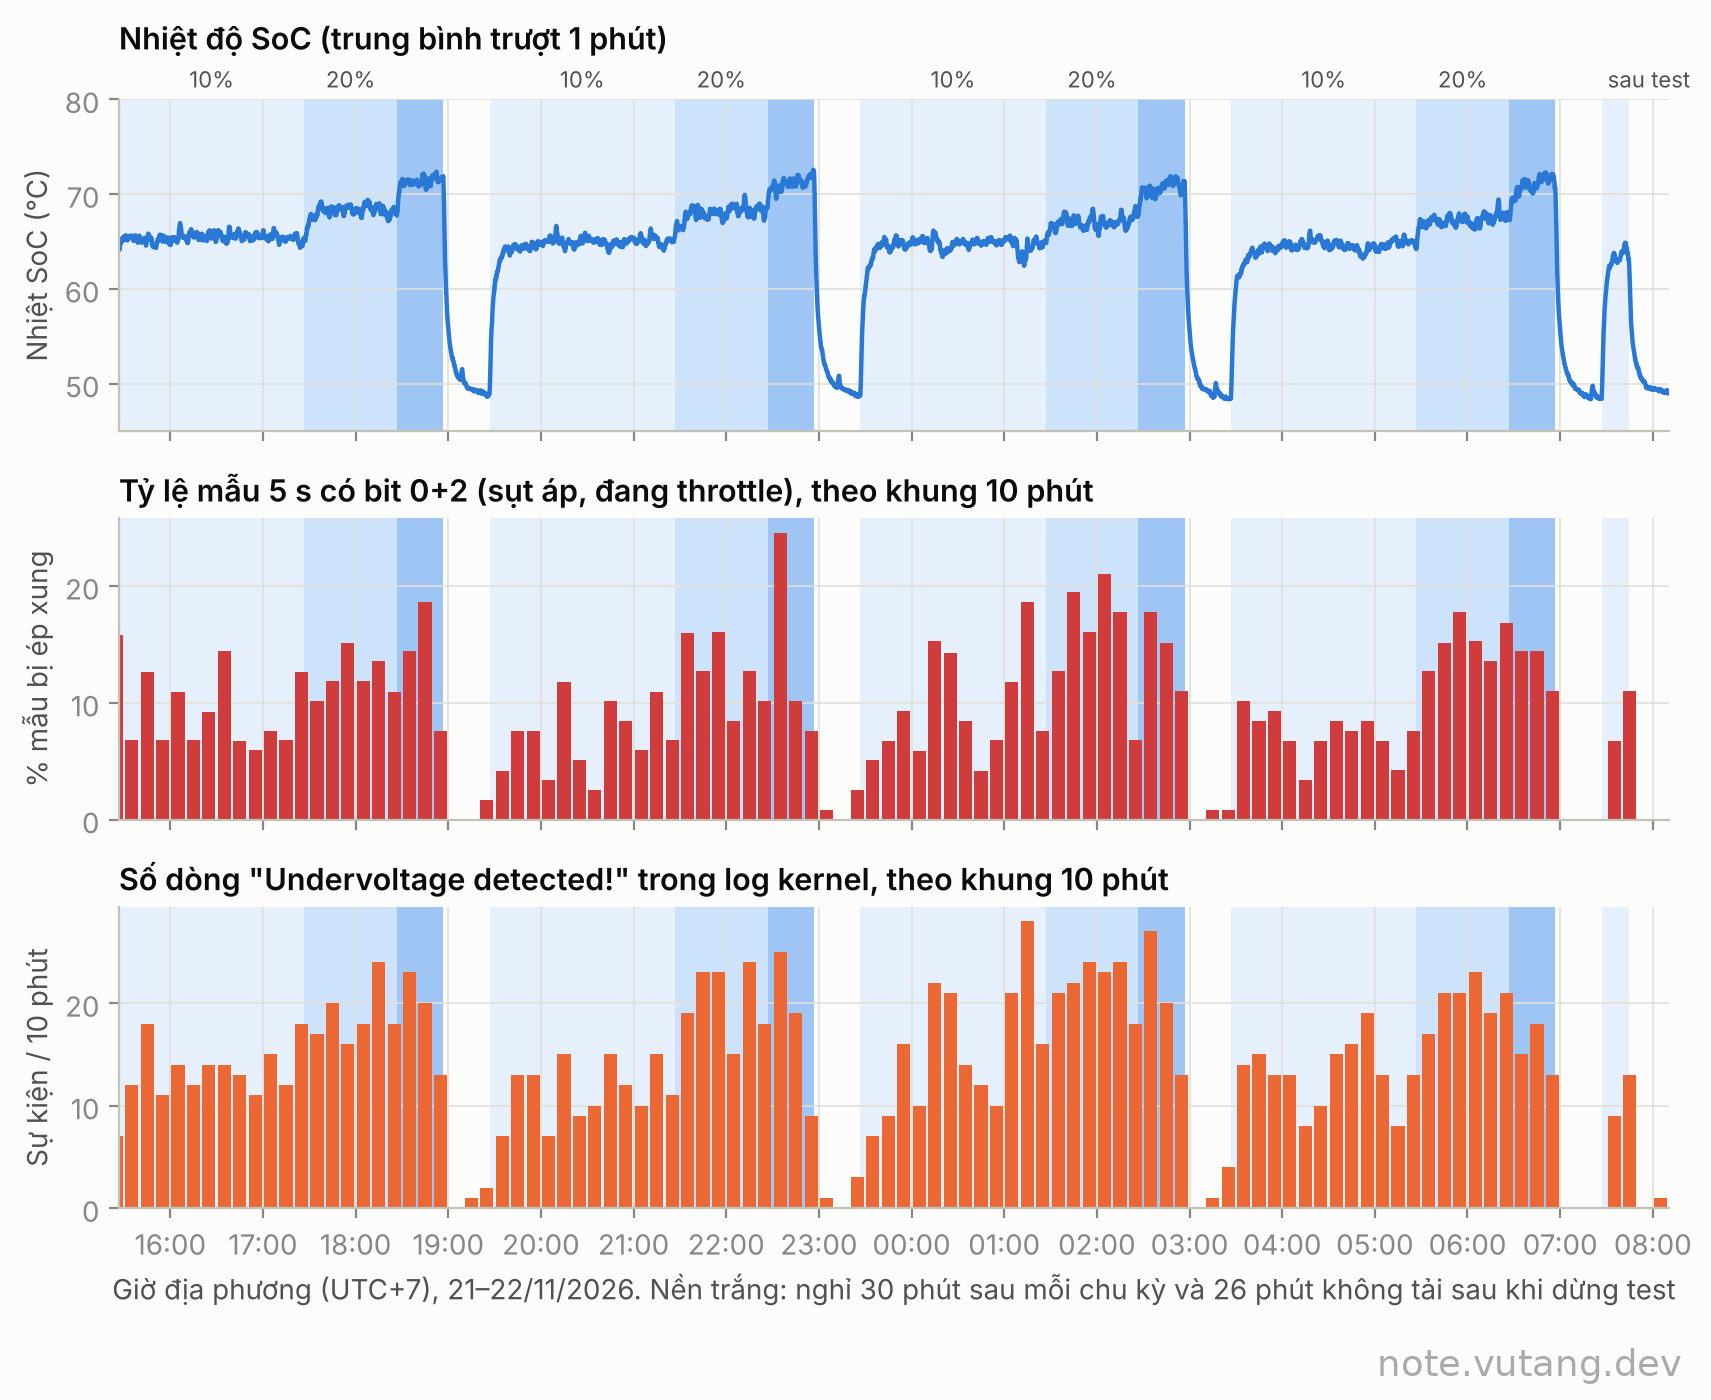 Nhiệt độ SoC (trung bình trượt 1 phút)
10% 20% 10% 20% 10% 20% 10% 20% sau test
Nhiệt SoC (°C)
80
70
60
50
Tỷ lệ mẫu 5 s có bit 0+2 (sụt áp, đang throttle), theo khung 10 phút
% mẫu bị ép xung
20
10
0
Số dòng "Undervoltage detected!" trong log kernel, theo khung 10 phút
Sự kiện / 10 phút
20
10
0
16:00 17:00 18:00 19:00 20:00 21:00 22:00 23:00 00:00 01:00 02:00 03:00 04:00 05:00 06:00 07:00 08:00
Giờ địa phương (UTC+7), 21–22/11/2026. Nền trắng: nghỉ 30 phút sau mỗi chu kỳ và 26 phút không tải sau khi dừng test
note.vutang.dev